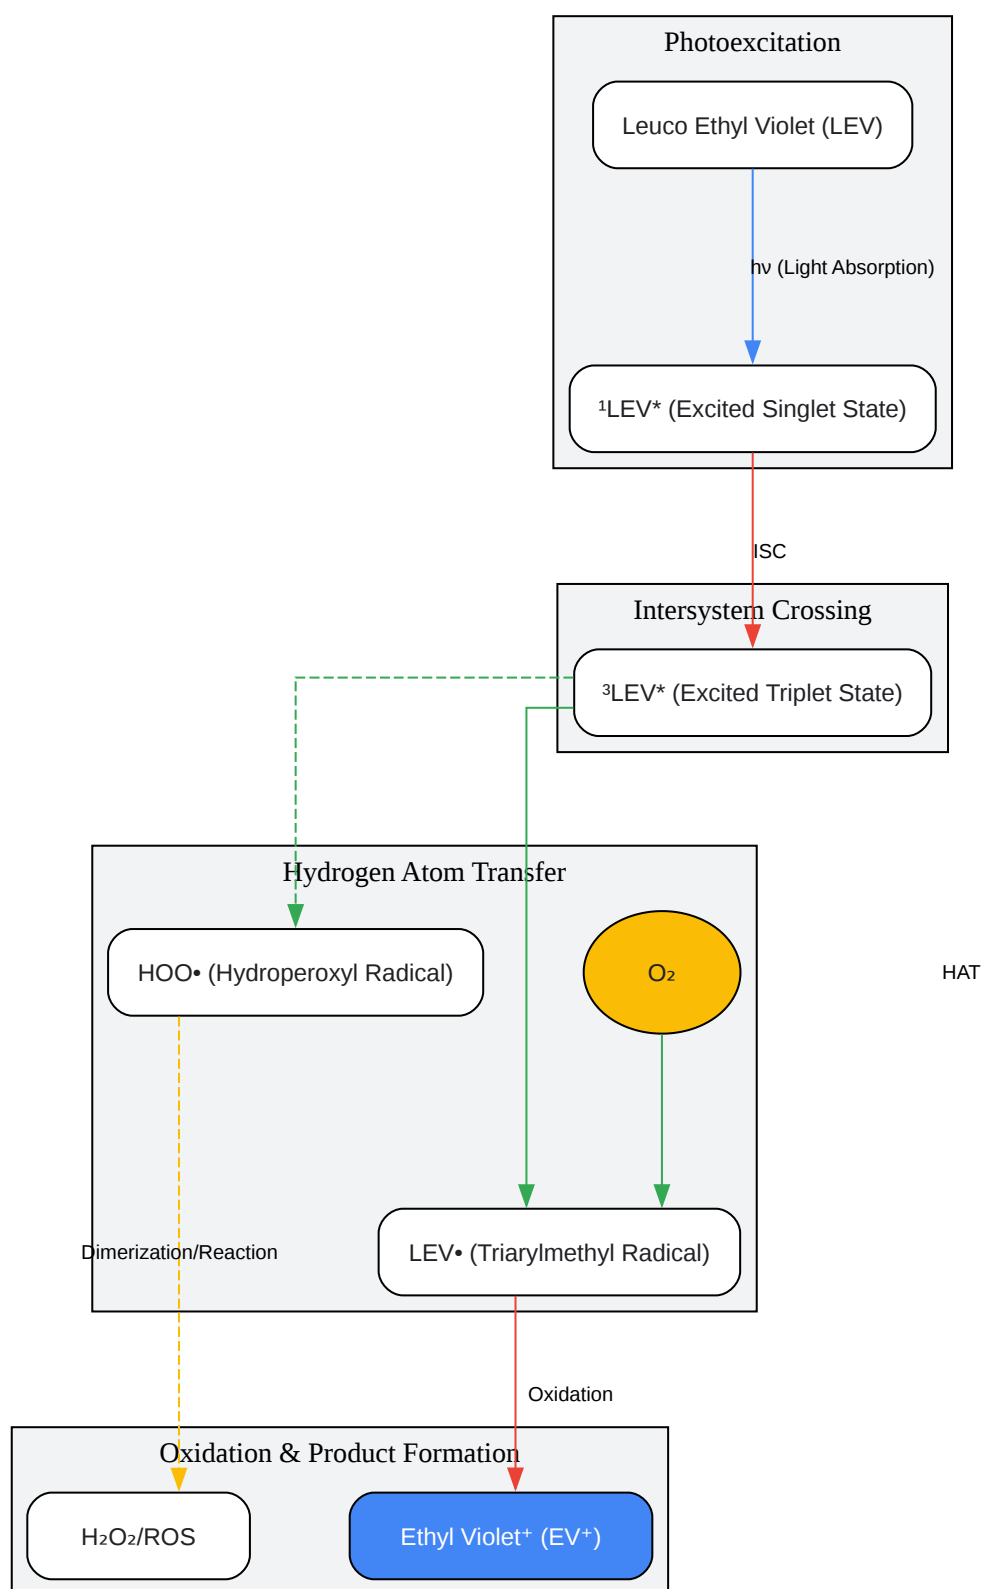 Photoexcitation
Leuco Ethyl Violet (LEV)
hν (Light Absorption)
¹LEV* (Excited Singlet State)
ISC
Intersystem Crossing
³LEV* (Excited Triplet State)
Hydrogen Atom Transfer
HOO• (Hydroperoxyl Radical)
O₂
HAT
Dimerization/Reaction
LEV• (Triarylmethyl Radical)
Oxidation
Oxidation & Product Formation
H₂O₂/ROS
Ethyl Violet⁺ (EV⁺)